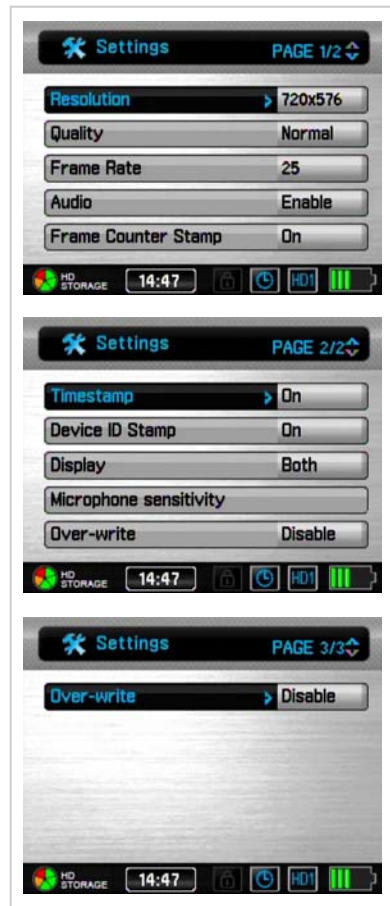 Settings PAGE 1/2
Resolution > 720x576
Quality Normal
Frame Rate 25
Audio Enable
Frame Counter Stamp On
HD STORAGE 14:47 HD1
Settings PAGE 2/2
Timestamp > On
Device ID Stamp On
Display Both
Microphone sensitivity
Over-write Disable
HD STORAGE 14:47 HD1
Settings PAGE 3/3
Over-write > Disable
HD STORAGE 14:47 HD1